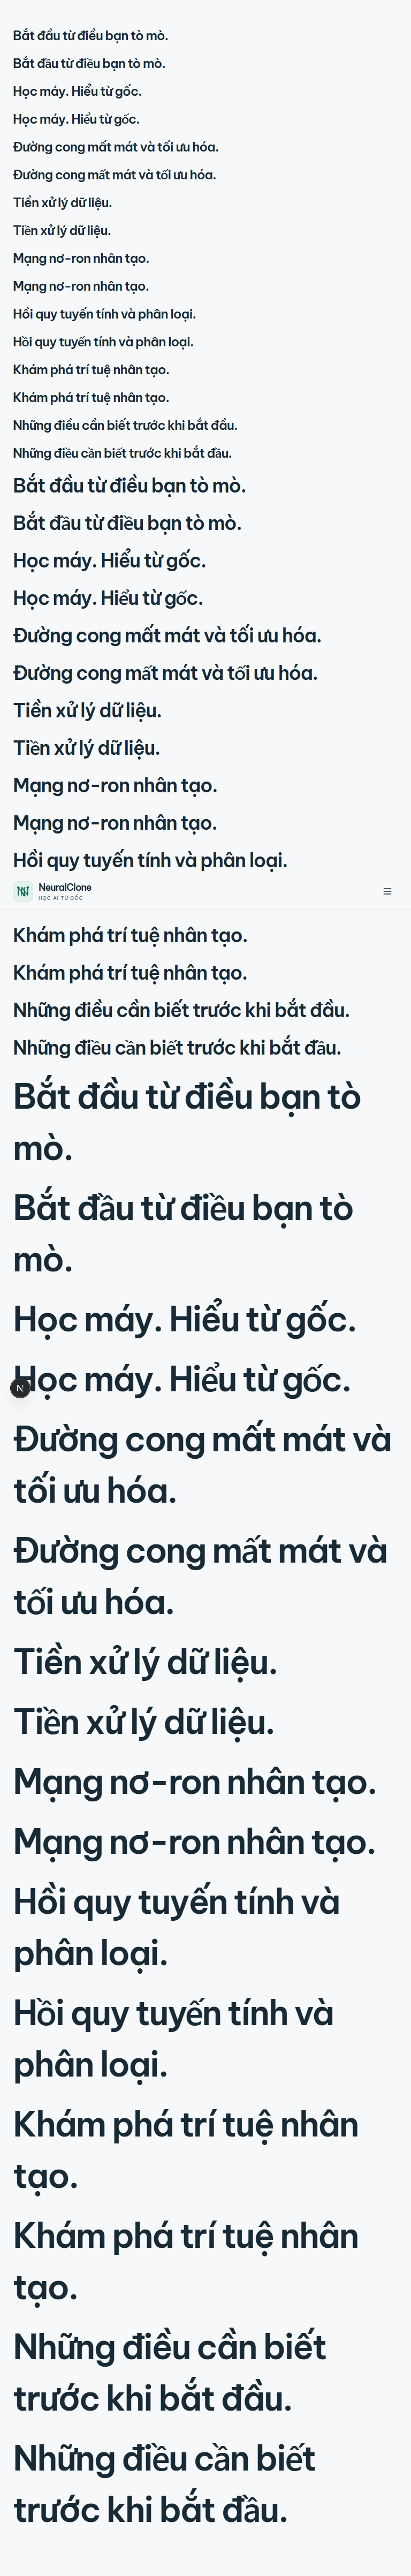 Bắt đầu từ điều bạn tò mò.
Bắt đầu từ điều bạn tò mò.
Học máy. Hiểu từ gốc.
Học máy. Hiểu từ gốc.
Đường cong mất mát và tối ưu hóa.
Đường cong mất mát và tối ưu hóa.
Tiền xử lý dữ liệu.
Tiền xử lý dữ liệu.
Mạng nơ-ron nhân tạo.
Mạng nơ-ron nhân tạo.
Hồi quy tuyến tính và phân loại.
Hồi quy tuyến tính và phân loại.
Khám phá trí tuệ nhân tạo.
Khám phá trí tuệ nhân tạo.
Những điều cần biết trước khi bắt đầu.
Những điều cần biết trước khi bắt đầu.
Bắt đầu từ điều bạn tò mò.
Bắt đầu từ điều bạn tò mò.
Học máy. Hiểu từ gốc.
Học máy. Hiểu từ gốc.
Đường cong mất mát và tối ưu hóa.
Đường cong mất mát và tối ưu hóa.
Tiền xử lý dữ liệu.
Tiền xử lý dữ liệu.
Mạng nơ-ron nhân tạo.
Mạng nơ-ron nhân tạo.
Hồi quy tuyến tính và phân loại.
NeuralClone
HỌC AI TỪ GỐC
Khám phá trí tuệ nhân tạo.
Khám phá trí tuệ nhân tạo.
Những điều cần biết trước khi bắt đầu.
Những điều cần biết trước khi bắt đầu.
Bắt đầu từ điều bạn tò
mò.
Bắt đầu từ điều bạn tò
mò.
Học máy. Hiểu từ gốc.
Học máy. Hiểu từ gốc.
Đường cong mất mát và
tối ưu hóa.
Đường cong mất mát và
tối ưu hóa.
Tiền xử lý dữ liệu.
Tiền xử lý dữ liệu.
Mạng nơ-ron nhân tạo.
Mạng nơ-ron nhân tạo.
Hồi quy tuyến tính và
phân loại.
Hồi quy tuyến tính và
phân loại.
Khám phá trí tuệ nhân
tạo.
Khám phá trí tuệ nhân
tạo.
Những điều cần biết
trước khi bắt đầu.
Những điều cần biết
trước khi bắt đầu.